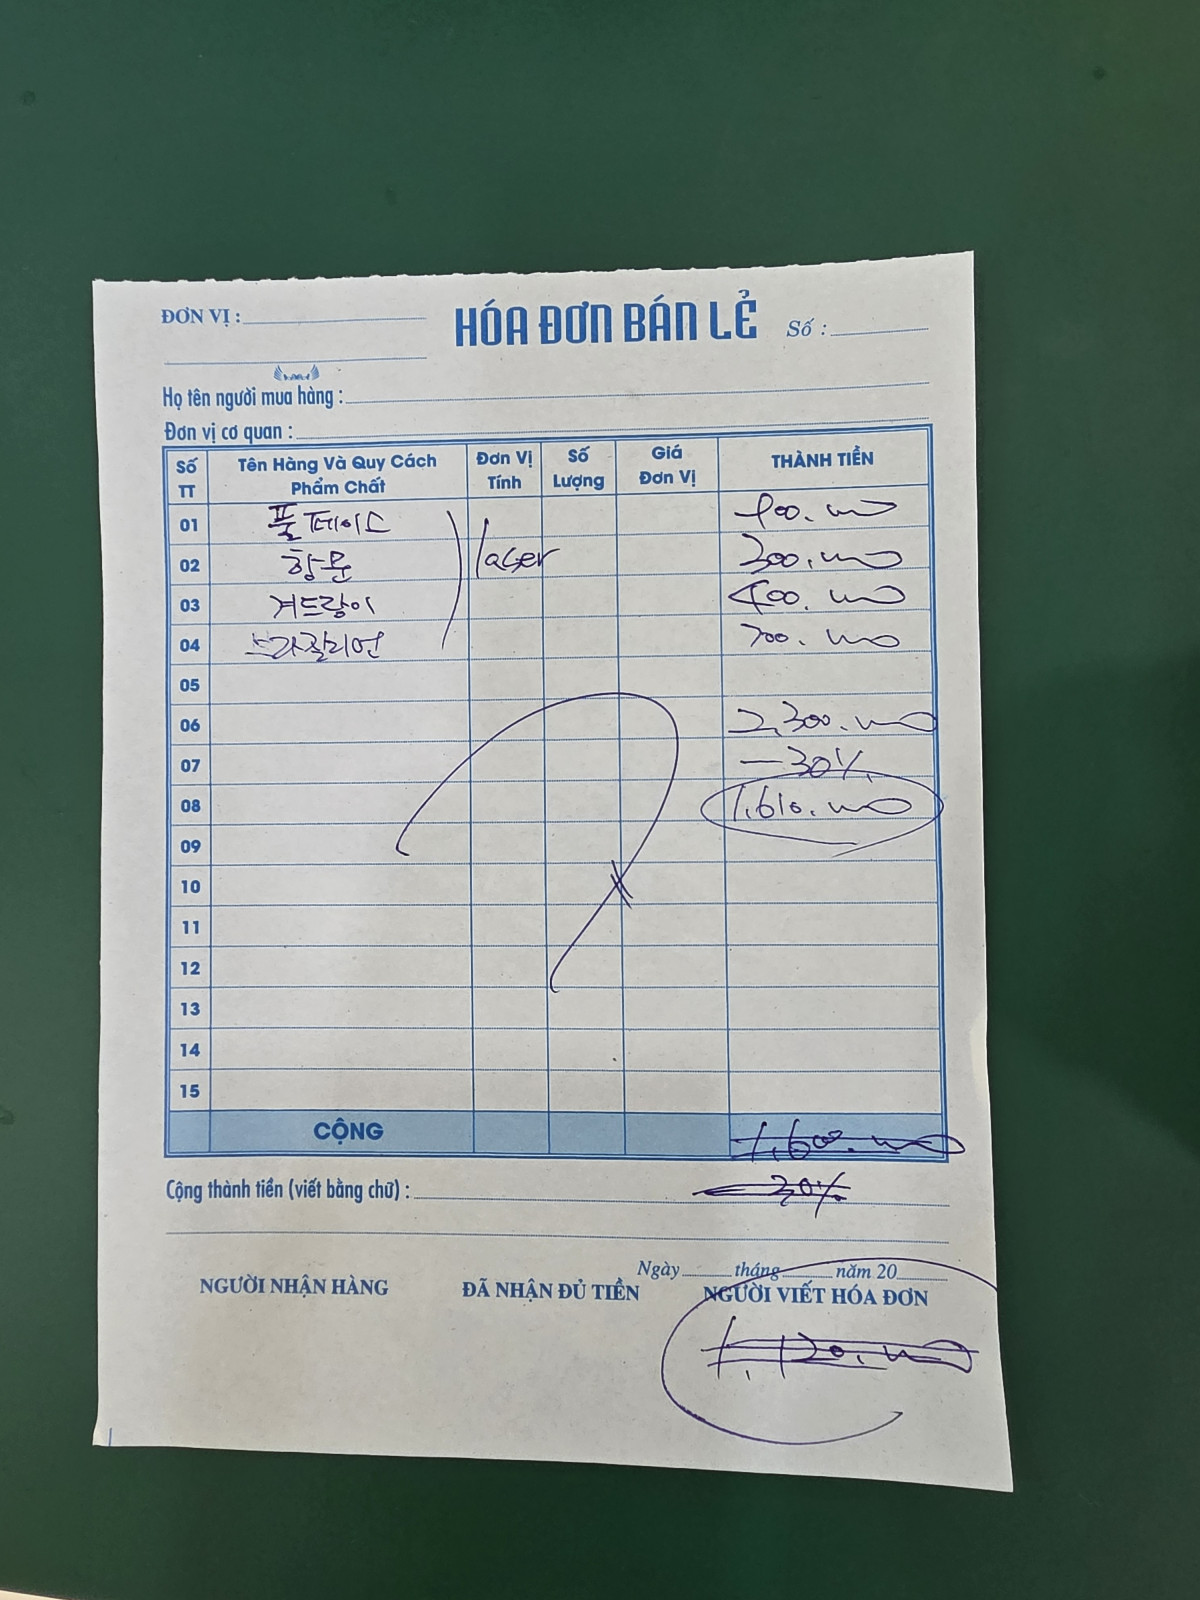 ĐƠN VỊ :
HÓA ĐƠN BÁN LẺ
Số :
Họ tên người mua hàng :
Đơn vị cơ quan :
Số TT Tên Hàng Và Quy Cách Phẩm Chất Đơn Vị Tính Số Lượng Giá Đơn Vị THÀNH TIỀN
01 풀페이스 laser 900.000
02 항문 300.000
03 겨드랑이 400.000
04 브라질리언 700.000
05
06 2,300.000
07 -30%
08 1.610.000
09
10
11
12
13
14
15
CỘNG 1,600.000
Cộng thành tiền (viết bằng chữ) : -30%
Ngày tháng năm 20
NGƯỜI NHẬN HÀNG ĐÃ NHẬN ĐỦ TIỀN NGƯỜI VIẾT HÓA ĐƠN
1.120.000